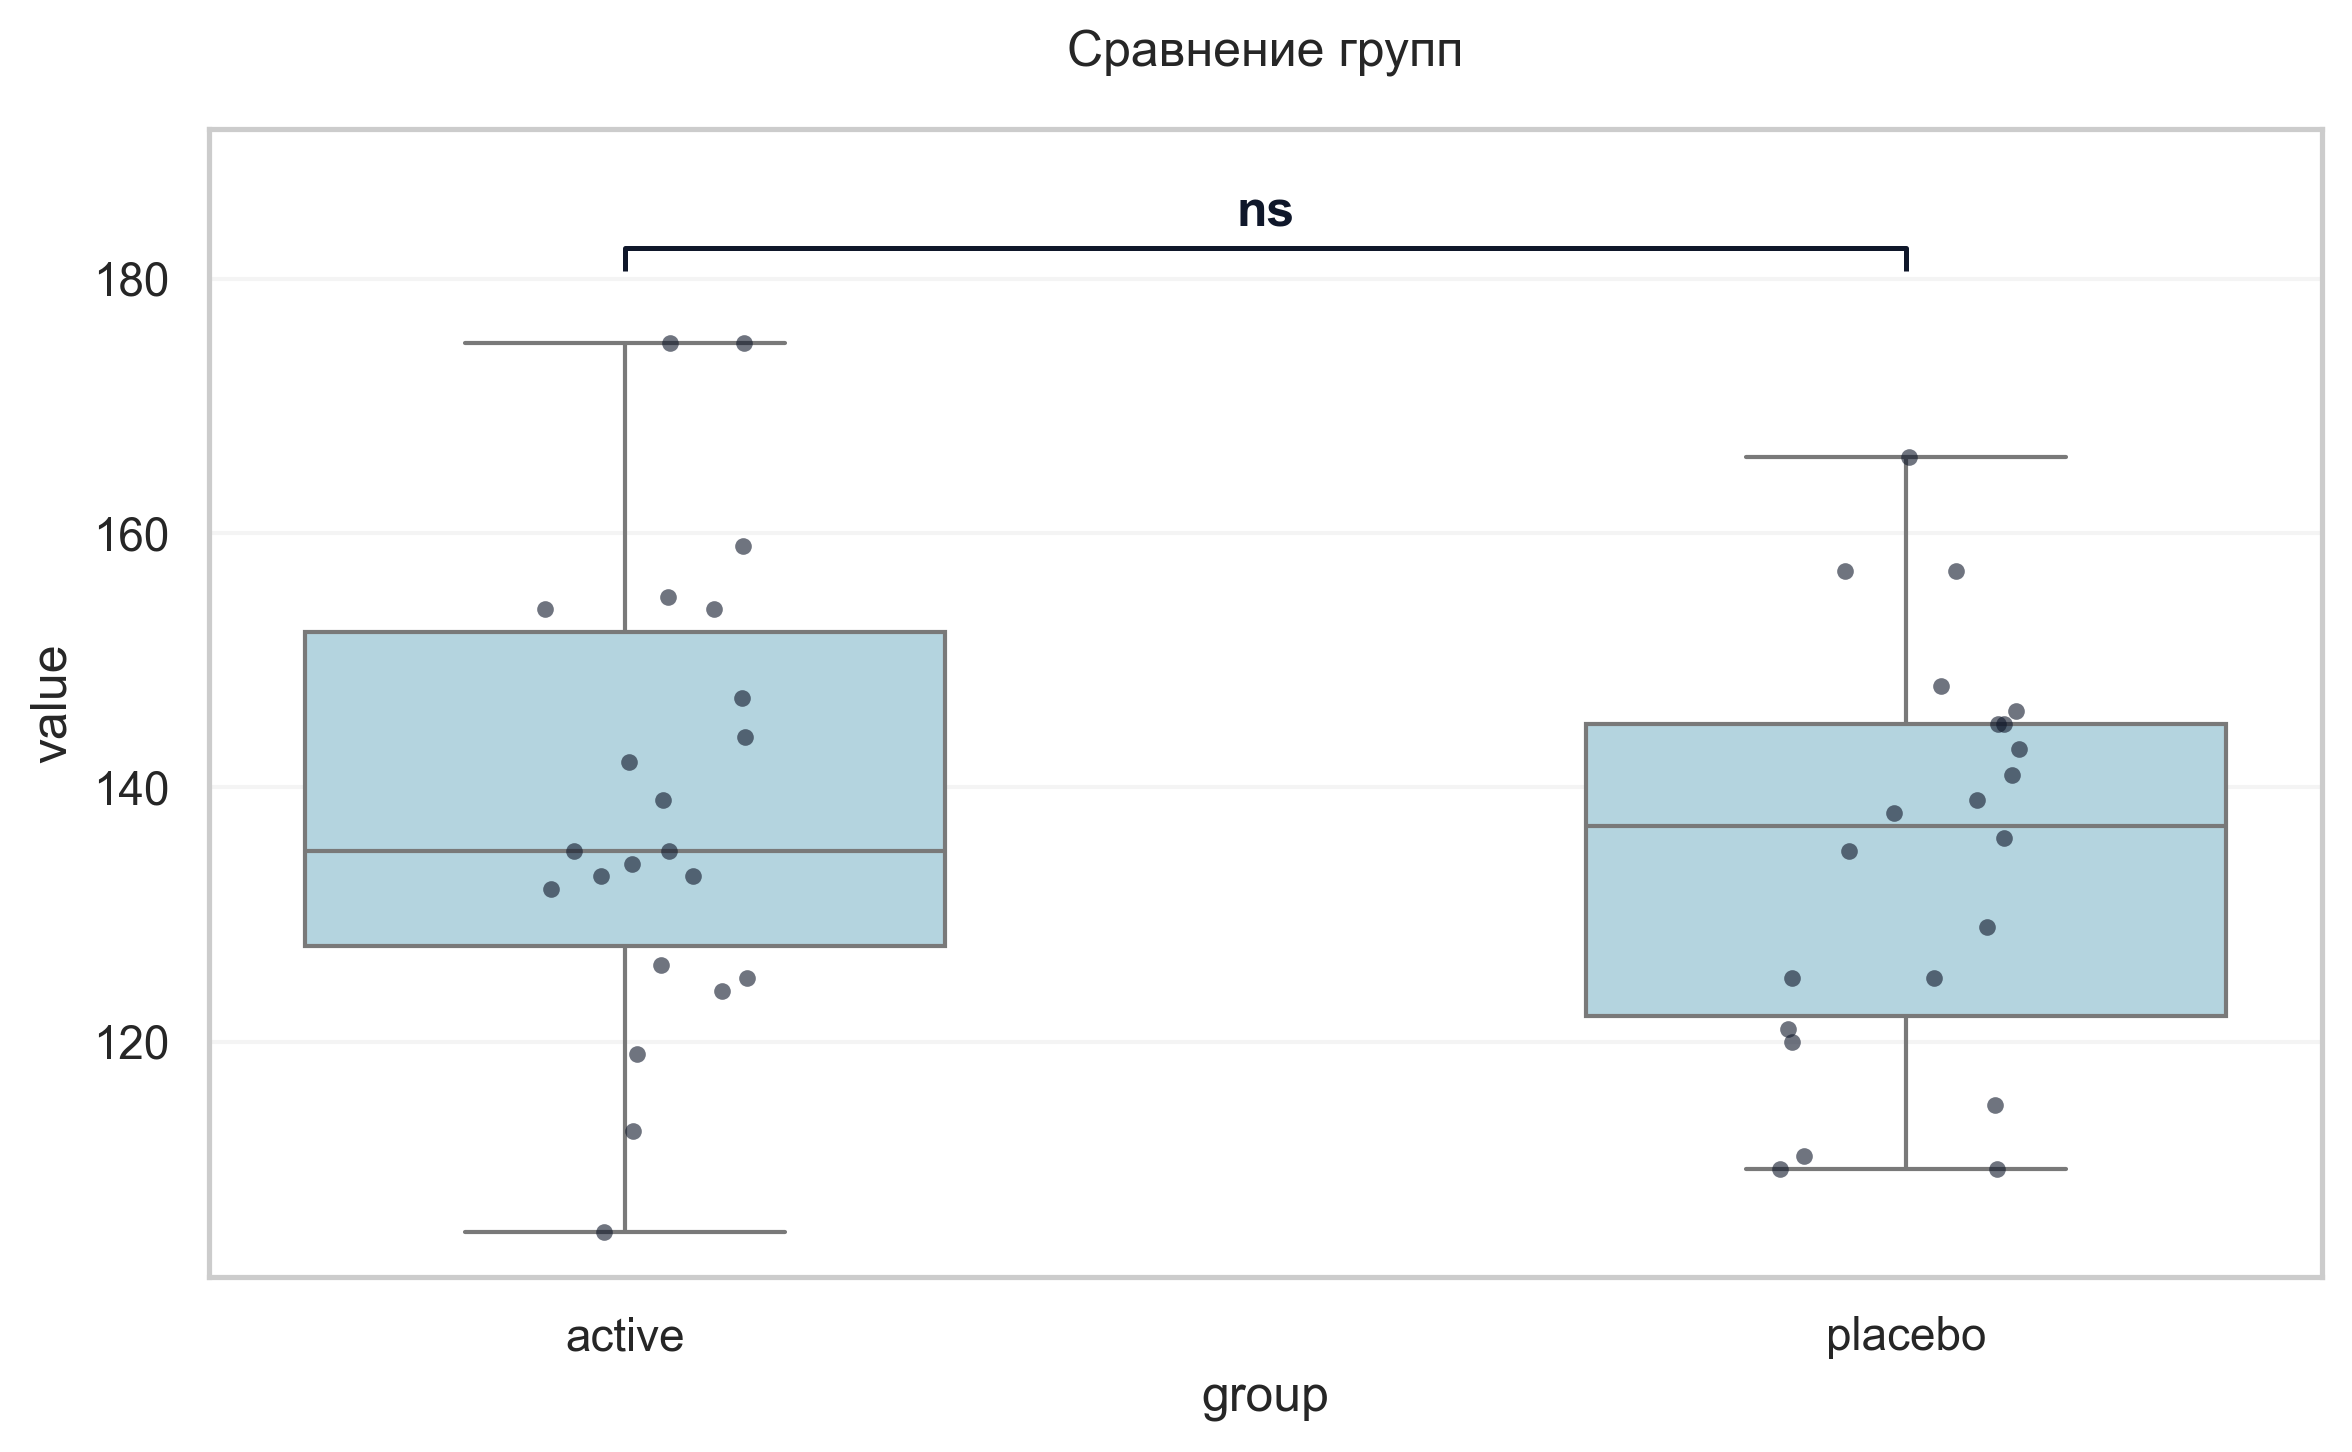 Сравнение групп
ns
180
160
140
120
value
active
placebo
group